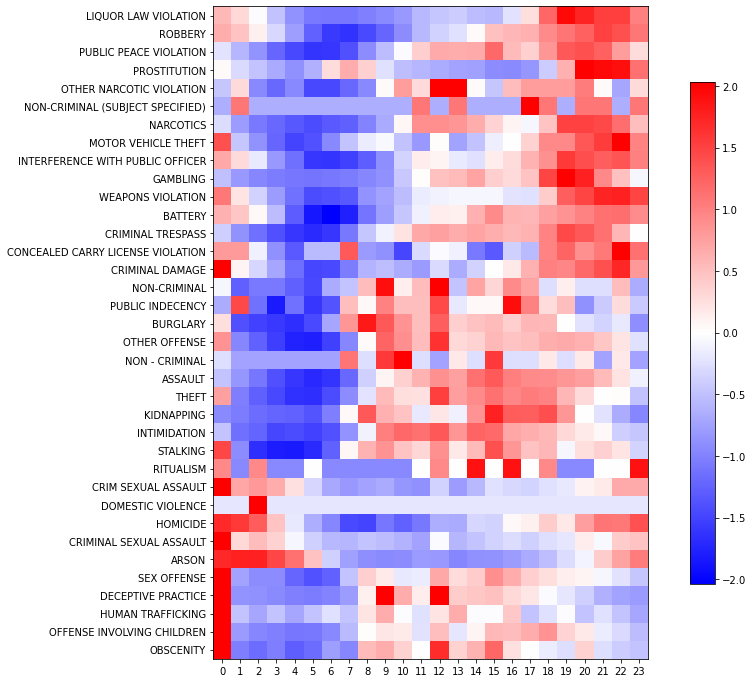 LIQUOR LAW VIOLATION
ROBBERY
PUBLIC PEACE VIOLATION
PROSTITUTION
OTHER NARCOTIC VIOLATION
NON-CRIMINAL (SUBJECT SPECIFIED)
NARCOTICS
MOTOR VEHICLE THEFT
INTERFERENCE WITH PUBLIC OFFICER
GAMBLING
WEAPONS VIOLATION
BATTERY
CRIMINAL TRESPASS
CONCEALED CARRY LICENSE VIOLATION
CRIMINAL DAMAGE
NON-CRIMINAL
PUBLIC INDECENCY
BURGLARY
OTHER OFFENSE
NON - CRIMINAL
ASSAULT
THEFT
KIDNAPPING
INTIMIDATION
STALKING
RITUALISM
CRIM SEXUAL ASSAULT
DOMESTIC VIOLENCE
HOMICIDE
CRIMINAL SEXUAL ASSAULT
ARSON
SEX OFFENSE
DECEPTIVE PRACTICE
HUMAN TRAFFICKING
OFFENSE INVOLVING CHILDREN
OBSCENITY
0 1 2 3 4 5 6 7 8 9 10 11 12 13 14 15 16 17 18 19 20 21 22 23
2.0
1.5
1.0
0.5
0.0
−0.5
−1.0
−1.5
−2.0